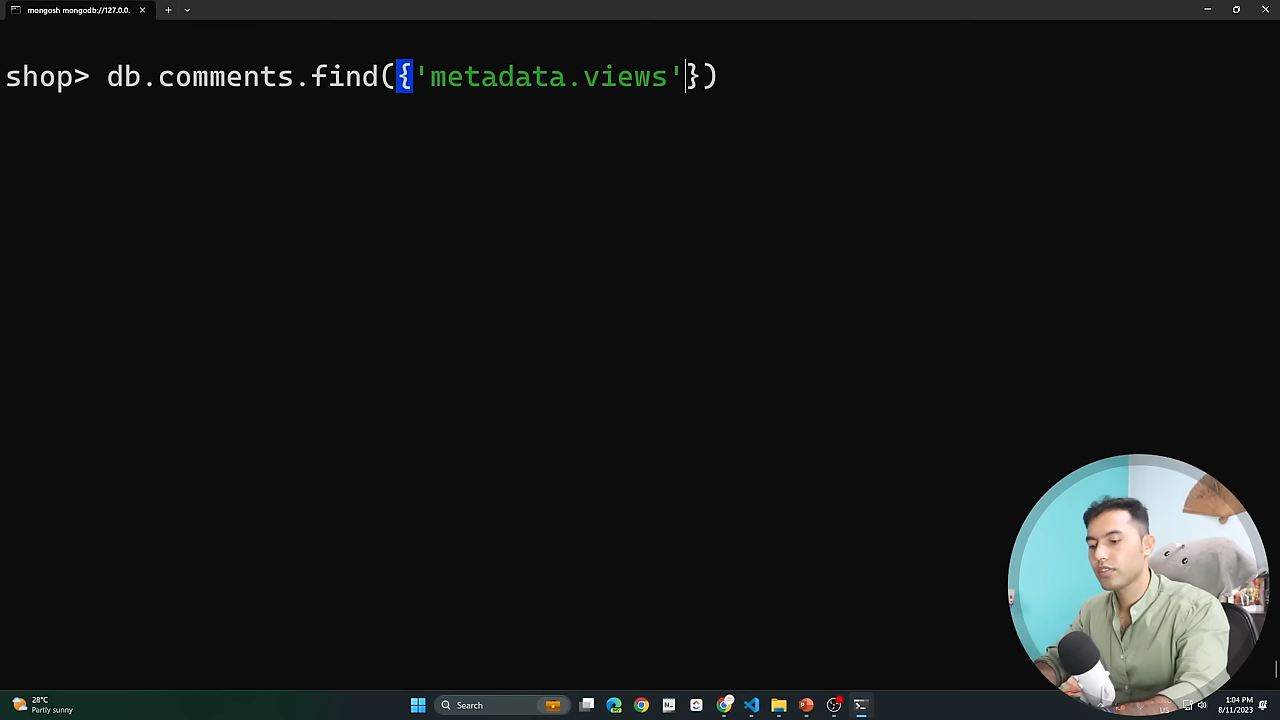 mongosh mongodb://127.0.0.
shop> db.comments.find({'metadata.views'})
28°C
Partly sunny
Search
US
1:04 PM
8/11/2023